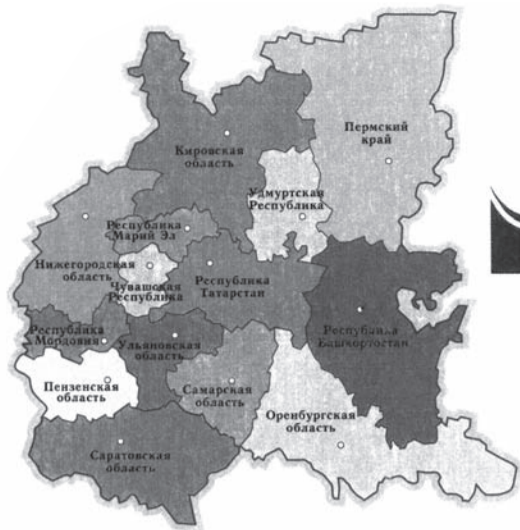 Пермский
край
Кировская
область
Удмуртская
Республика
Республика
Марий Эл
Нижегородская
область
Чувашская
Республика
Республика
Татарстан
Республика
Башкортостан
Республика
Мордовия
Ульяновская
область
Пензенская
область
Самарская
область
Оренбургская
область
Саратовская
область